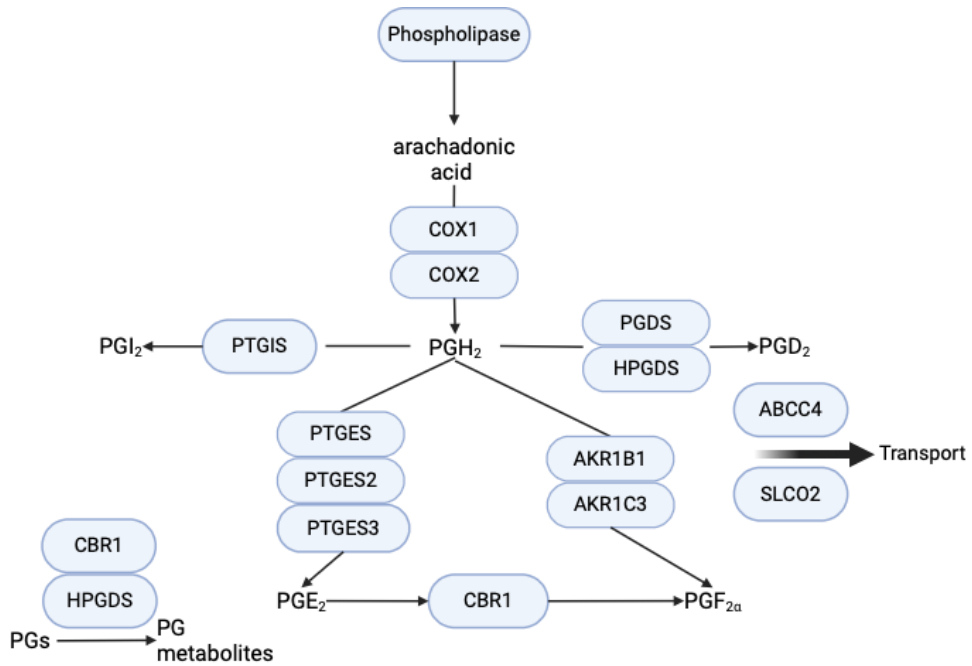 Phospholipase
arachadonic
acid
COX1
COX2
PGI₂
PTGIS
PGH₂
PGDS
HPGDS
PGD₂
PTGES
PTGES2
PTGES3
AKR1B1
AKR1C3
ABCC4
Transport
SLCO2
CBR1
HPGDS
PGs
PG
metabolites
PGE₂
CBR1
PGF₂α